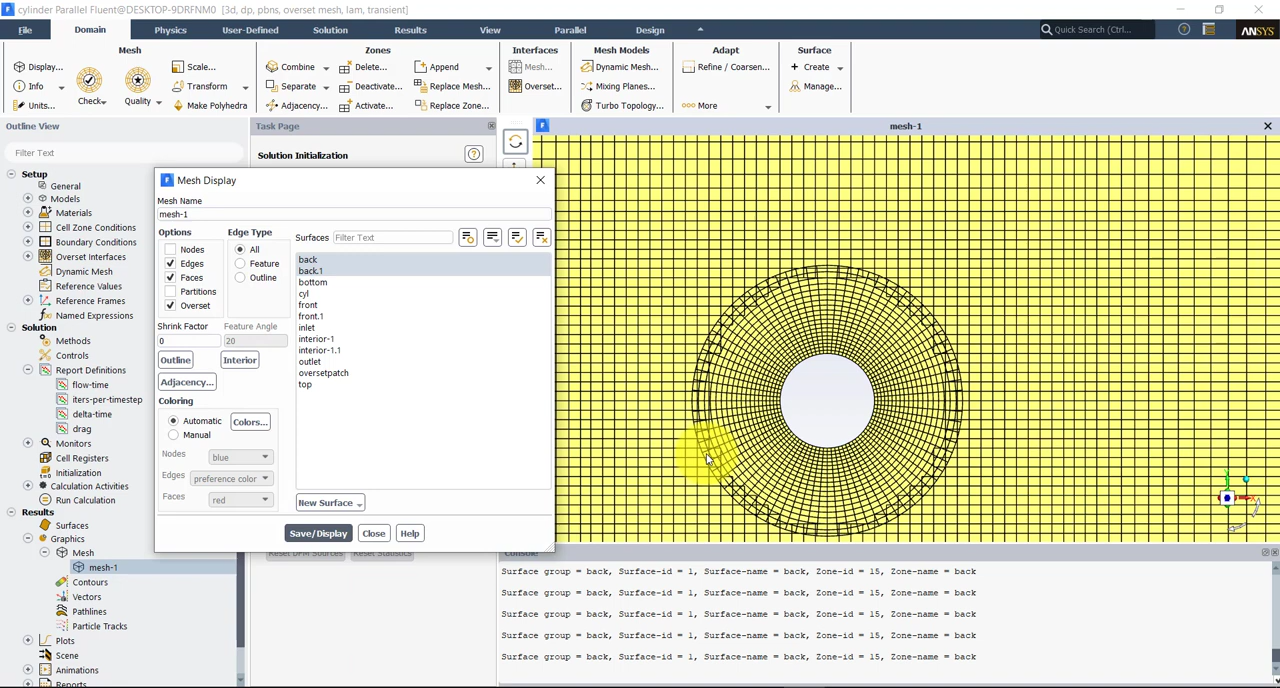 cylinder Parallel Fluent@DESKTOP-9DRFNM0 [3d, dp, pbns, overset mesh, lam, transient]
File Domain Physics User-Defined Solution Results View Parallel Design Quick Search (Ctrl... ANSYS
Mesh Zones Interfaces Mesh Models Adapt Surface
Display... Scale... Combine Delete... Append Mesh... Dynamic Mesh... Refine / Coarsen... Create
Info Check Quality Transform Separate Deactivate... Replace Mesh... Overset... Mixing Planes... Manage...
Units... Make Polyhedra Adjacency... Activate... Replace Zone... Turbo Topology... More
Outline View
Filter Text
Setup
General
Models
Materials
Cell Zone Conditions
Boundary Conditions
Overset Interfaces
Dynamic Mesh
Reference Values
Reference Frames
Named Expressions
Solution
Methods
Controls
Report Definitions
flow-time
iters-per-timestep
delta-time
drag
Monitors
Cell Registers
Initialization
Calculation Activities
Run Calculation
Results
Surfaces
Graphics
Mesh
mesh-1
Contours
Vectors
Pathlines
Particle Tracks
Plots
Scene
Animations
Reports
Task Page
Solution Initialization
Mesh Display
Mesh Name
mesh-1
Options
Nodes
Edges
Faces
Partitions
Overset
Edge Type
All
Feature
Outline
Shrink Factor Feature Angle
0 20
Outline Interior
Adjacency...
Coloring
Automatic
Manual
Colors...
Nodes blue
Edges preference color
Faces red
Surfaces Filter Text
back
back.1
bottom
cyl
front
front.1
inlet
interior-1
interior-1.1
outlet
oversetpatch
top
New Surface
Save/Display Close Help
Reset DPM Sources Reset Statistics
mesh-1
Console
Surface group = back, Surface-id = 1, Surface-name = back, Zone-id = 15, Zone-name = back
Surface group = back, Surface-id = 1, Surface-name = back, Zone-id = 15, Zone-name = back
Surface group = back, Surface-id = 1, Surface-name = back, Zone-id = 15, Zone-name = back
Surface group = back, Surface-id = 1, Surface-name = back, Zone-id = 15, Zone-name = back
Surface group = back, Surface-id = 1, Surface-name = back, Zone-id = 15, Zone-name = back